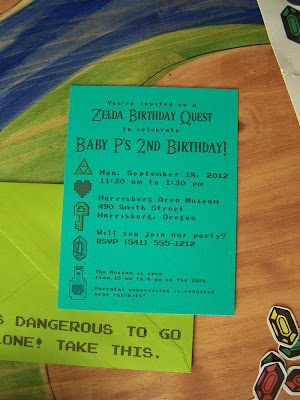 You're invited on a
Zelda Birthday Quest
to celebrate
Baby P's 2nd Birthday!
Mon, September 18, 2012
11:30 am to 1:30 pm
Harrisburg Area Museum
490 Smith Street
Harrisburg, Oregon
Will you join our party?
RSVP (541) 555-1212
The Museum is open
from 10 am to 4 pm on the 18th.
Parental supervision is required
near exhibits!
S DANGEROUS TO GO
LONE! TAKE THIS.